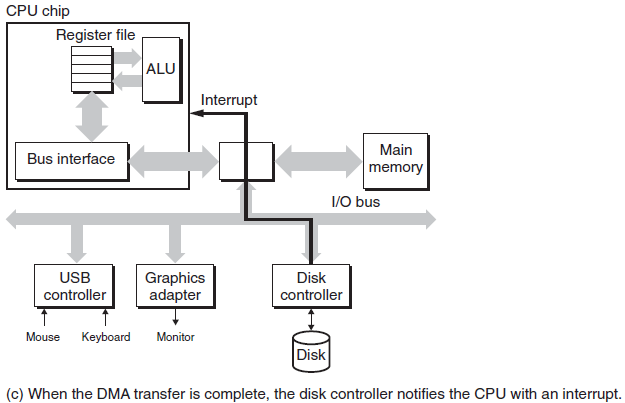 CPU chip
Register file
ALU
Interrupt
Bus interface
Main
memory
I/O bus
USB
controller
Graphics
adapter
Disk
controller
Mouse
Keyboard
Monitor
Disk
(c) When the DMA transfer is complete, the disk controller notifies the CPU with an interrupt.